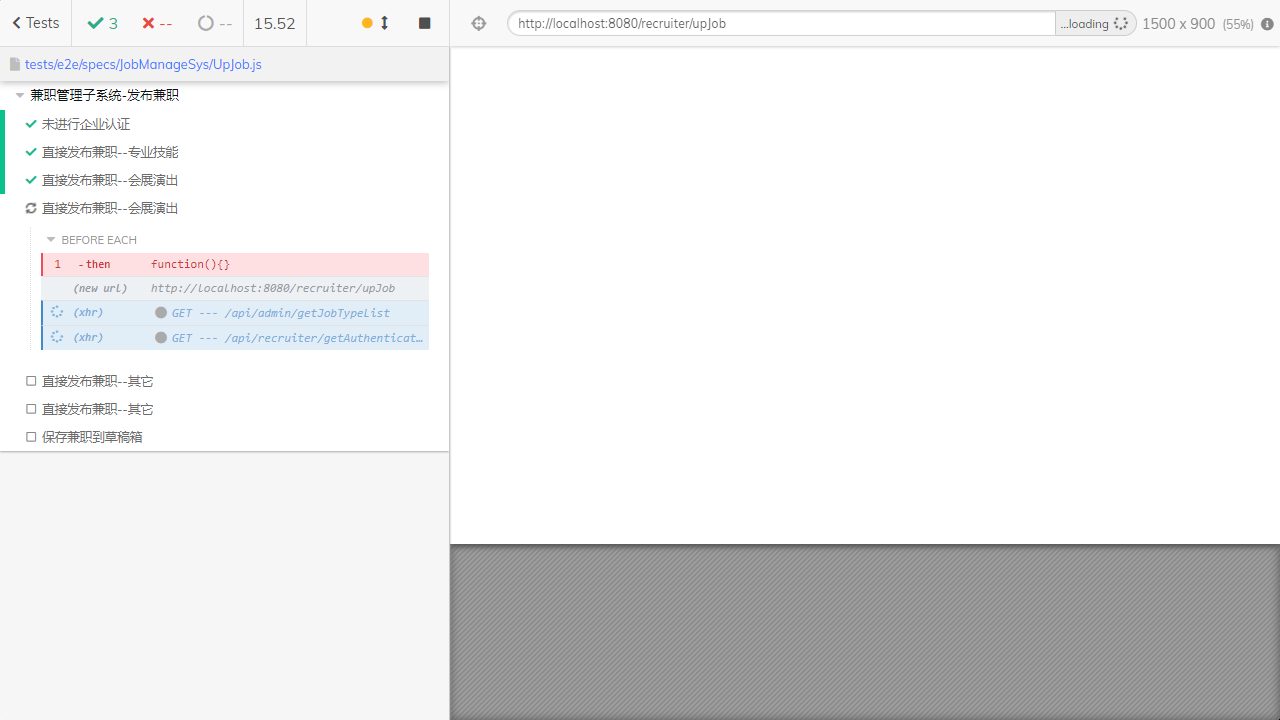 Tests 3 -- -- 15.52
http://localhost:8080/recruiter/upJob ...loading 1500 x 900 (55%)
tests/e2e/specs/JobManageSys/UpJob.js
兼职管理子系统-发布兼职
未进行企业认证
直接发布兼职--专业技能
直接发布兼职--会展演出
直接发布兼职--会展演出
BEFORE EACH
1 -then function(){}
(new url) http://localhost:8080/recruiter/upJob
(xhr) GET --- /api/admin/getJobTypeList
(xhr) GET --- /api/recruiter/getAuthenticat...
直接发布兼职--其它
直接发布兼职--其它
保存兼职到草稿箱